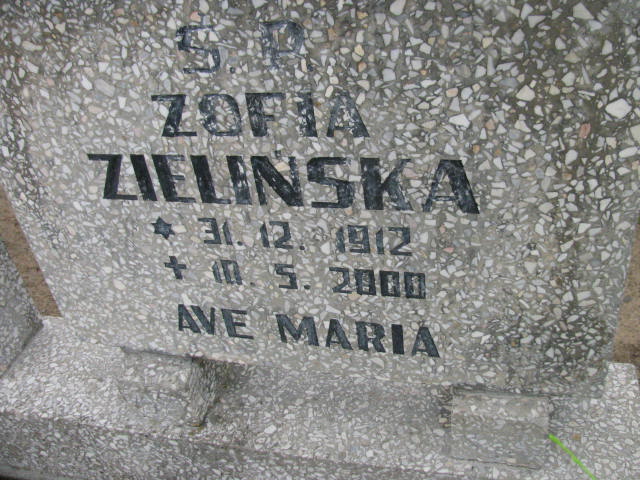 Ś.P.
ZOFIA
ZIELIŃSKA
* 31.12.1912
+ 10.5.2000
AVE MARIA